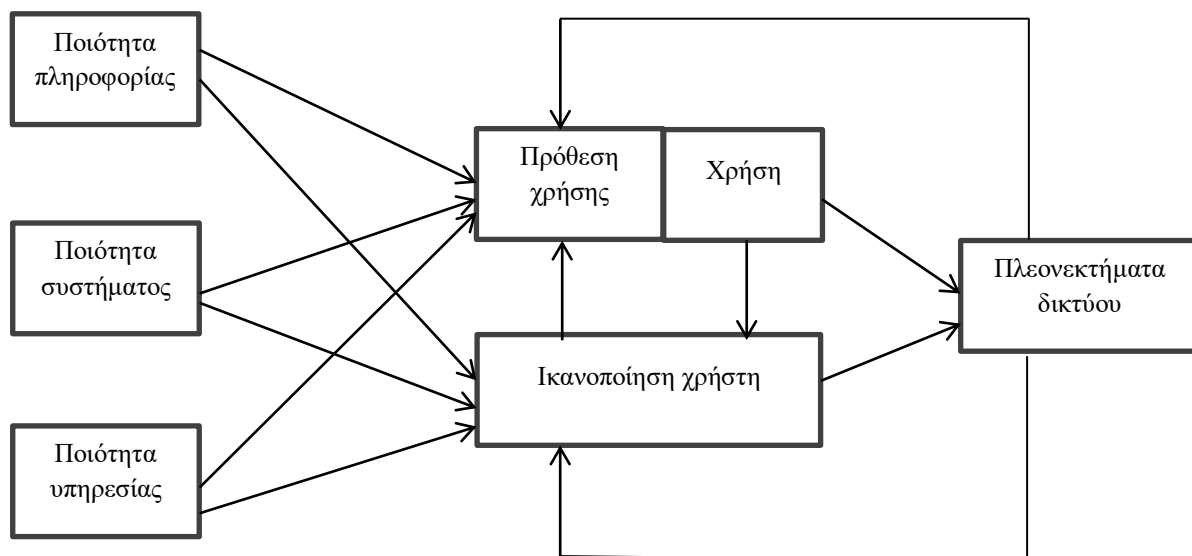 Ποιότητα
πληροφορίας
Ποιότητα
συστήματος
Ποιότητα
υπηρεσίας
Πρόθεση
χρήσης
Χρήση
Ικανοποίηση χρήστη
Πλεονεκτήματα
δικτύου